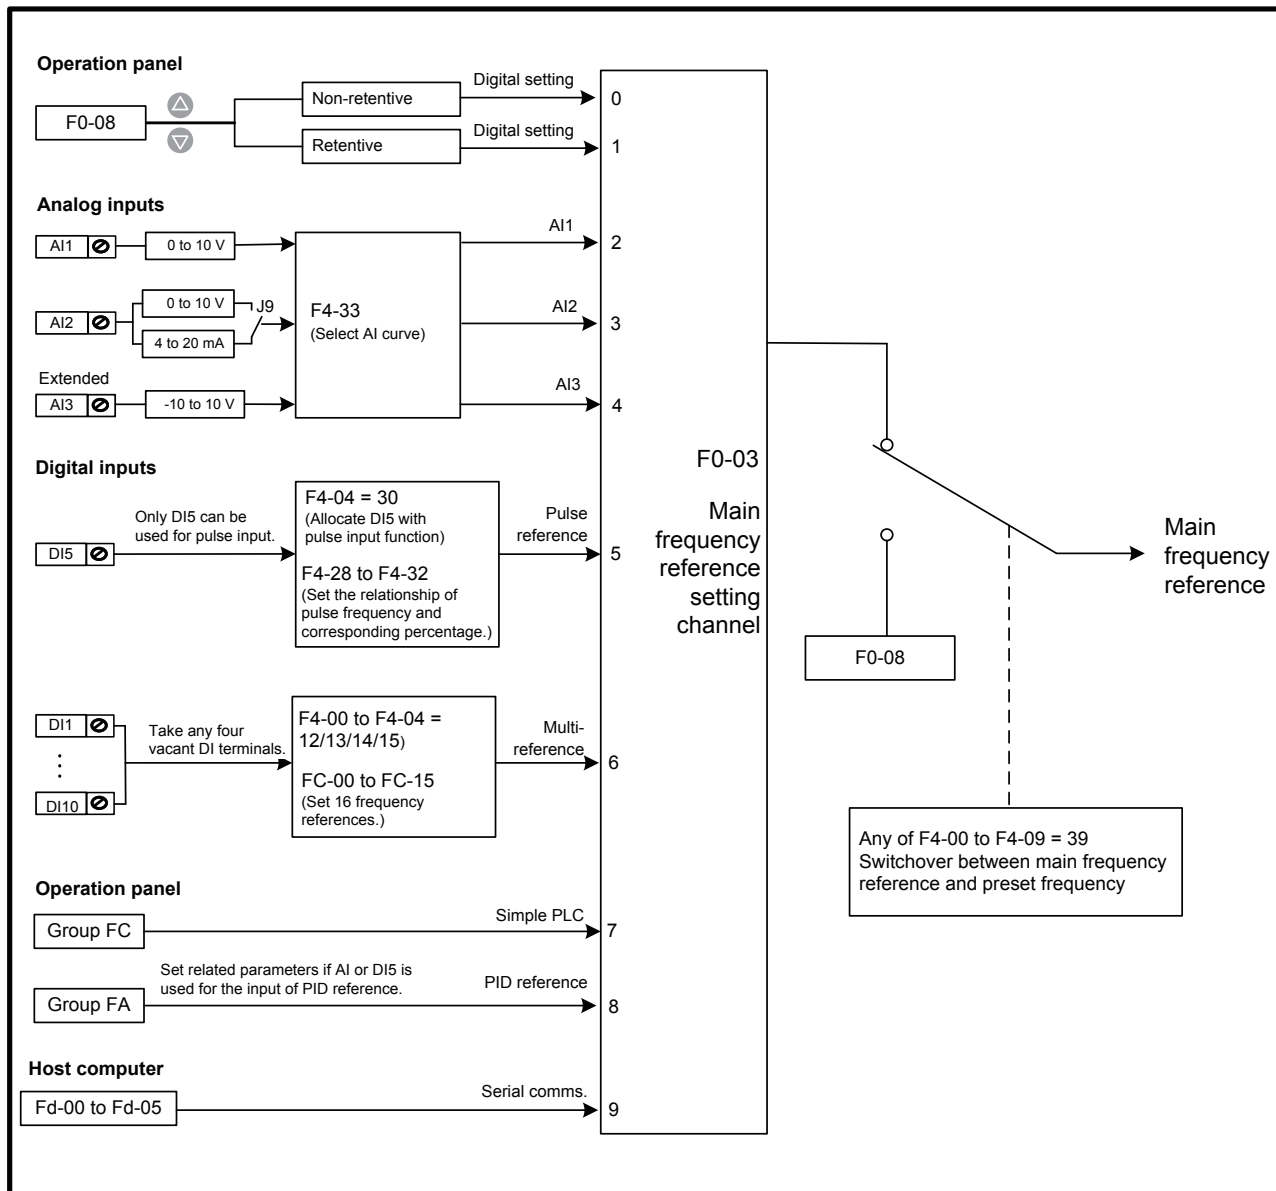 Operation panel
F0-08
Non-retentive
Digital setting
0
Retentive
Digital setting
1
Analog inputs
AI1
0 to 10 V
AI1
2
AI2
0 to 10 V
4 to 20 mA
J9
F4-33
(Select AI curve)
AI2
3
Extended
AI3
-10 to 10 V
AI3
4
Digital inputs
DI5
Only DI5 can be
used for pulse input.
F4-04 = 30
(Allocate DI5 with
pulse input function)
F4-28 to F4-32
(Set the relationship of
pulse frequency and
corresponding percentage.)
Pulse
reference
5
DI1
DI10
Take any four
vacant DI terminals.
F4-00 to F4-04 =
12/13/14/15)
FC-00 to FC-15
(Set 16 frequency
references.)
Multi-
reference
6
Operation panel
Group FC
Simple PLC
7
Group FA
Set related parameters if AI or DI5 is
used for the input of PID reference.
PID reference
8
Host computer
Fd-00 to Fd-05
Serial comms.
9
F0-03
Main
frequency
reference
setting
channel
F0-08
Main
frequency
reference
Any of F4-00 to F4-09 = 39
Switchover between main frequency
reference and preset frequency